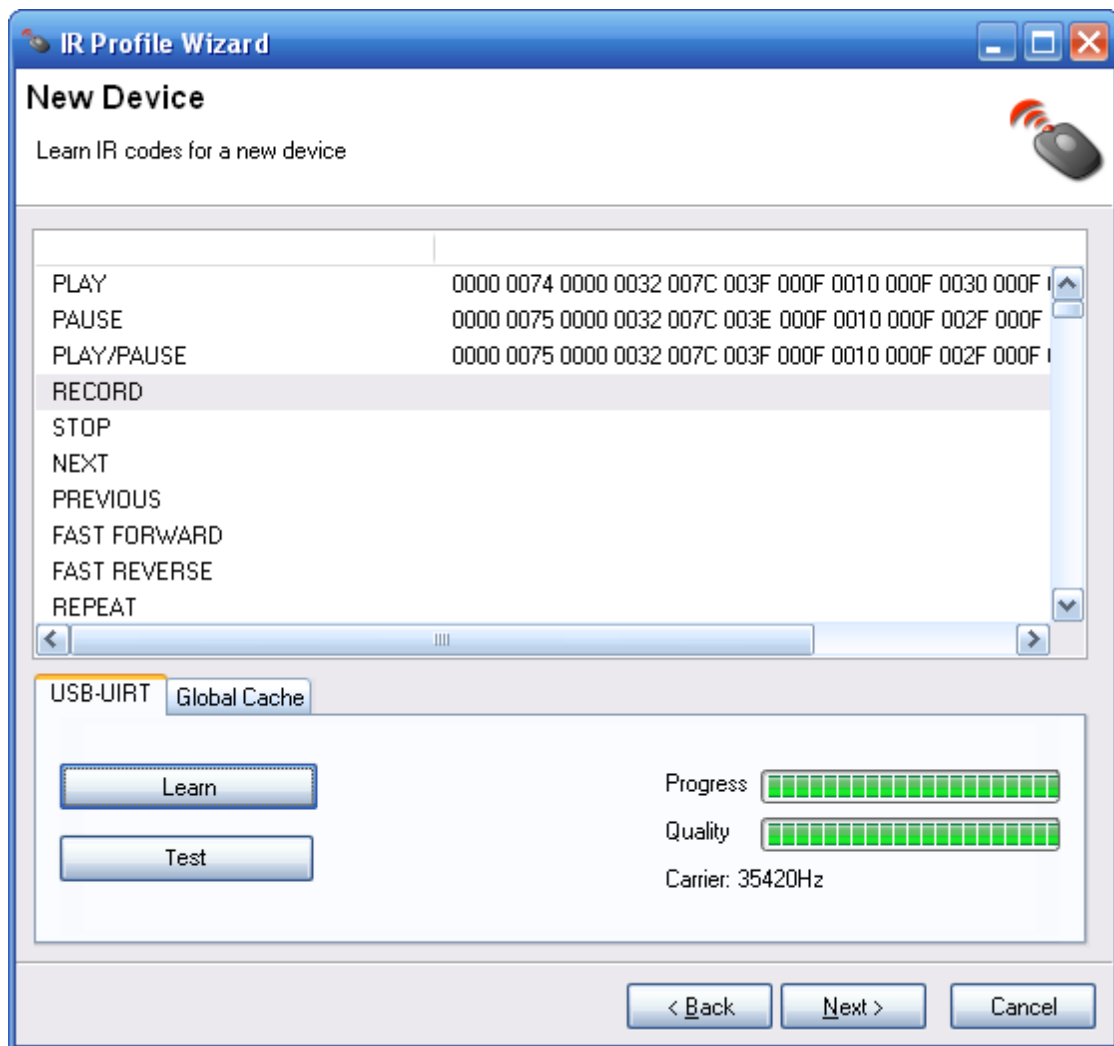 IR Profile Wizard
New Device
Learn IR codes for a new device
PLAY 0000 0074 0000 0032 007C 003F 000F 0010 000F 0030 000F
PAUSE 0000 0075 0000 0032 007C 003E 000F 0010 000F 002F 000F
PLAY/PAUSE 0000 0075 0000 0032 007C 003F 000F 0010 000F 002F 000F
RECORD
STOP
NEXT
PREVIOUS
FAST FORWARD
FAST REVERSE
REPEAT
USB-UIRT Global Cache
Learn
Progress
Quality
Test
Carrier: 35420Hz
< Back Next > Cancel